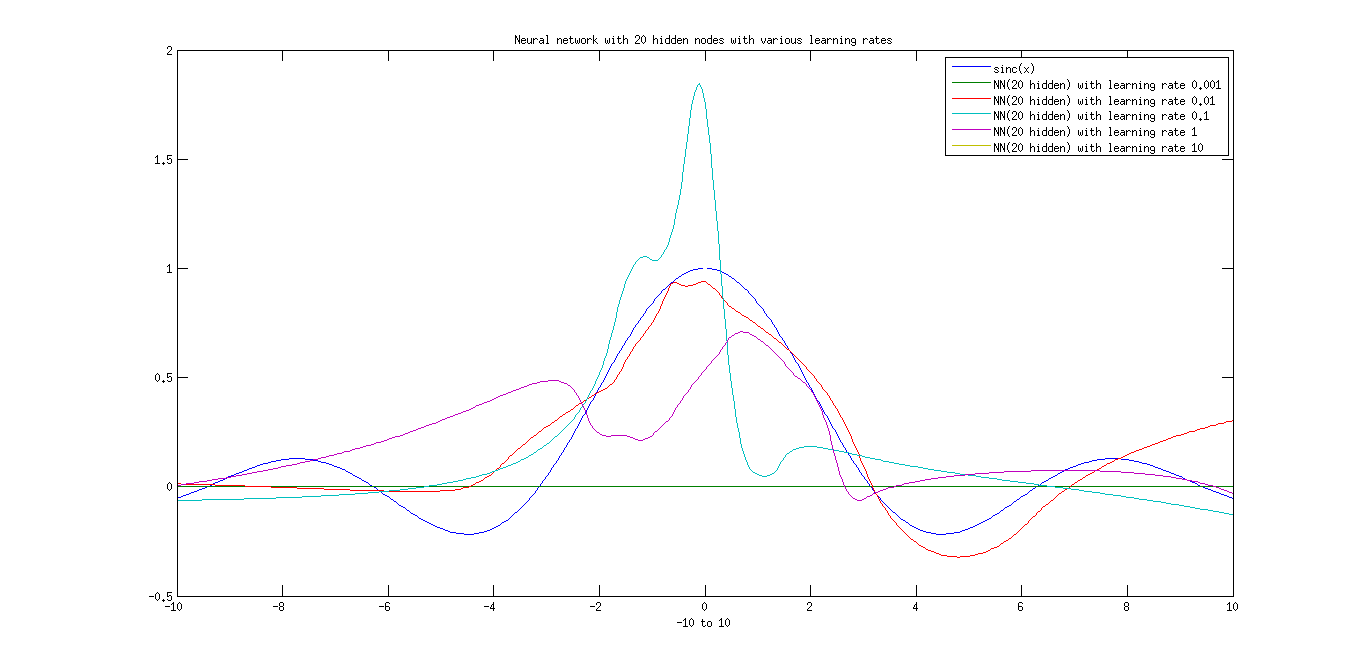 Neural network with 20 hidden nodes with various learning rates
2
sinc(x)
NN(20 hidden) with learning rate 0.001
NN(20 hidden) with learning rate 0.01
NN(20 hidden) with learning rate 0.1
NN(20 hidden) with learning rate 1
NN(20 hidden) with learning rate 10
1.5
1
0.5
0
-0.5
-10 -8 -6 -4 -2 0 2 4 6 8 10
-10 to 10